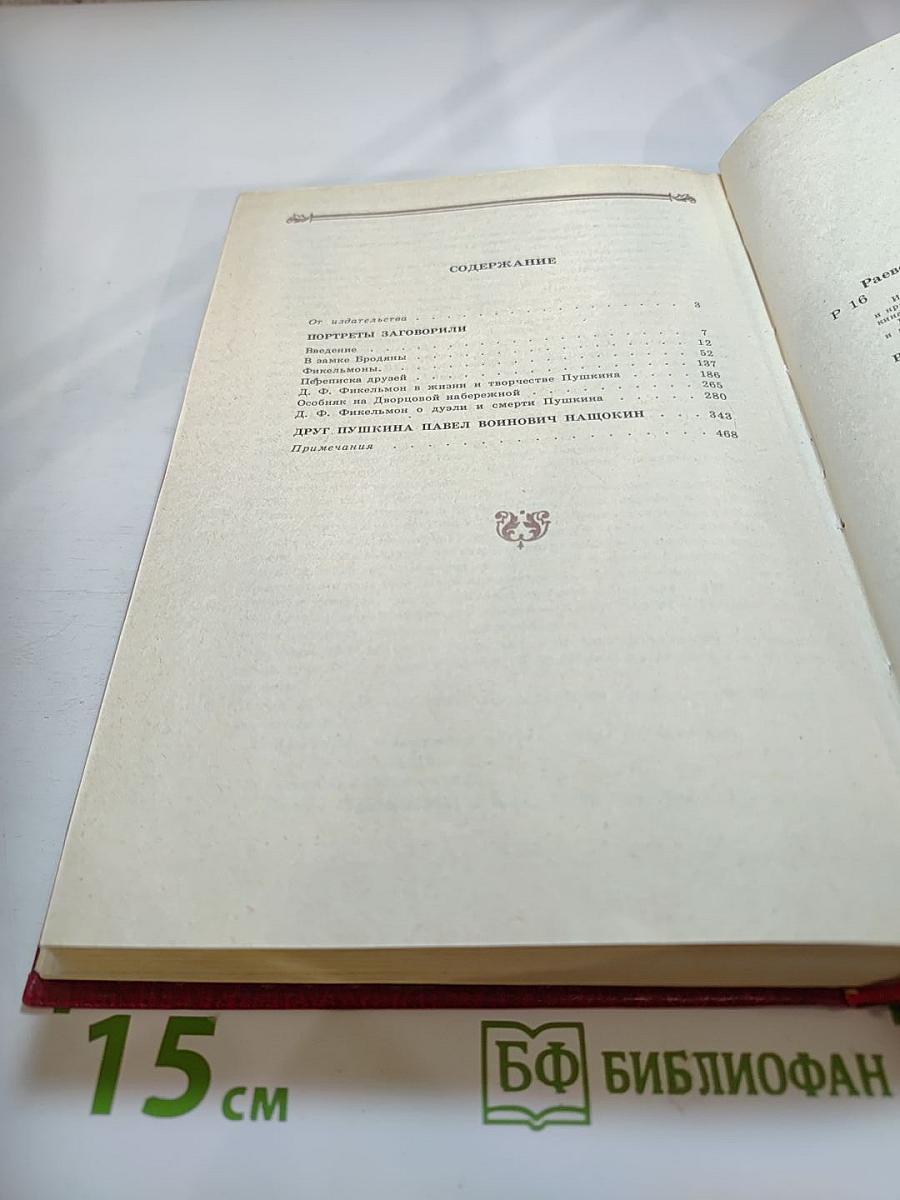 СОДЕРЖАНИЕ
От издательства . . . . . . . . . . . . . . . . . 3
ПОРТРЕТЫ ЗАГОВОРИЛИ
Введение . . . . . . . . . . . . . . . . . 7
В замке Бродяны . . . . . . . . . . . . . . 12
Фикельмоны. . . . . . . . . . . . . . . . 52
Переписка друзей . . . . . . . . . . . . . . 137
Д. Ф. Фикельмон в жизни и творчестве Пушкина . . . . 186
Особняк на Дворцовой набережной . . . . . . . . . 265
Д. Ф. Фикельмон о дуэли и смерти Пушкина . . . . . 280
ДРУГ ПУШКИНА ПАВЕЛ ВОИНОВИЧ НАЩОКИН . . . 343
Примечания . . . . . . . . . . . . . . . . . 468
Р 16
15 см
БФ БИБЛИОФАН